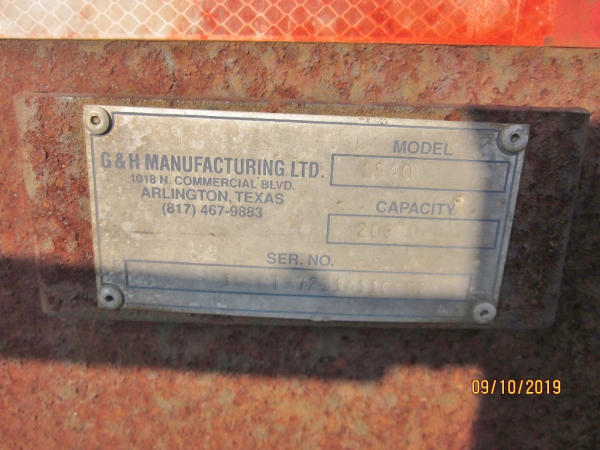 G & H MANUFACTURING LTD.
1018 N. COMMERCIAL BLVD.
ARLINGTON, TEXAS
(817) 467-9883
MODEL
CAPACITY
SER. NO.
09/10/2019